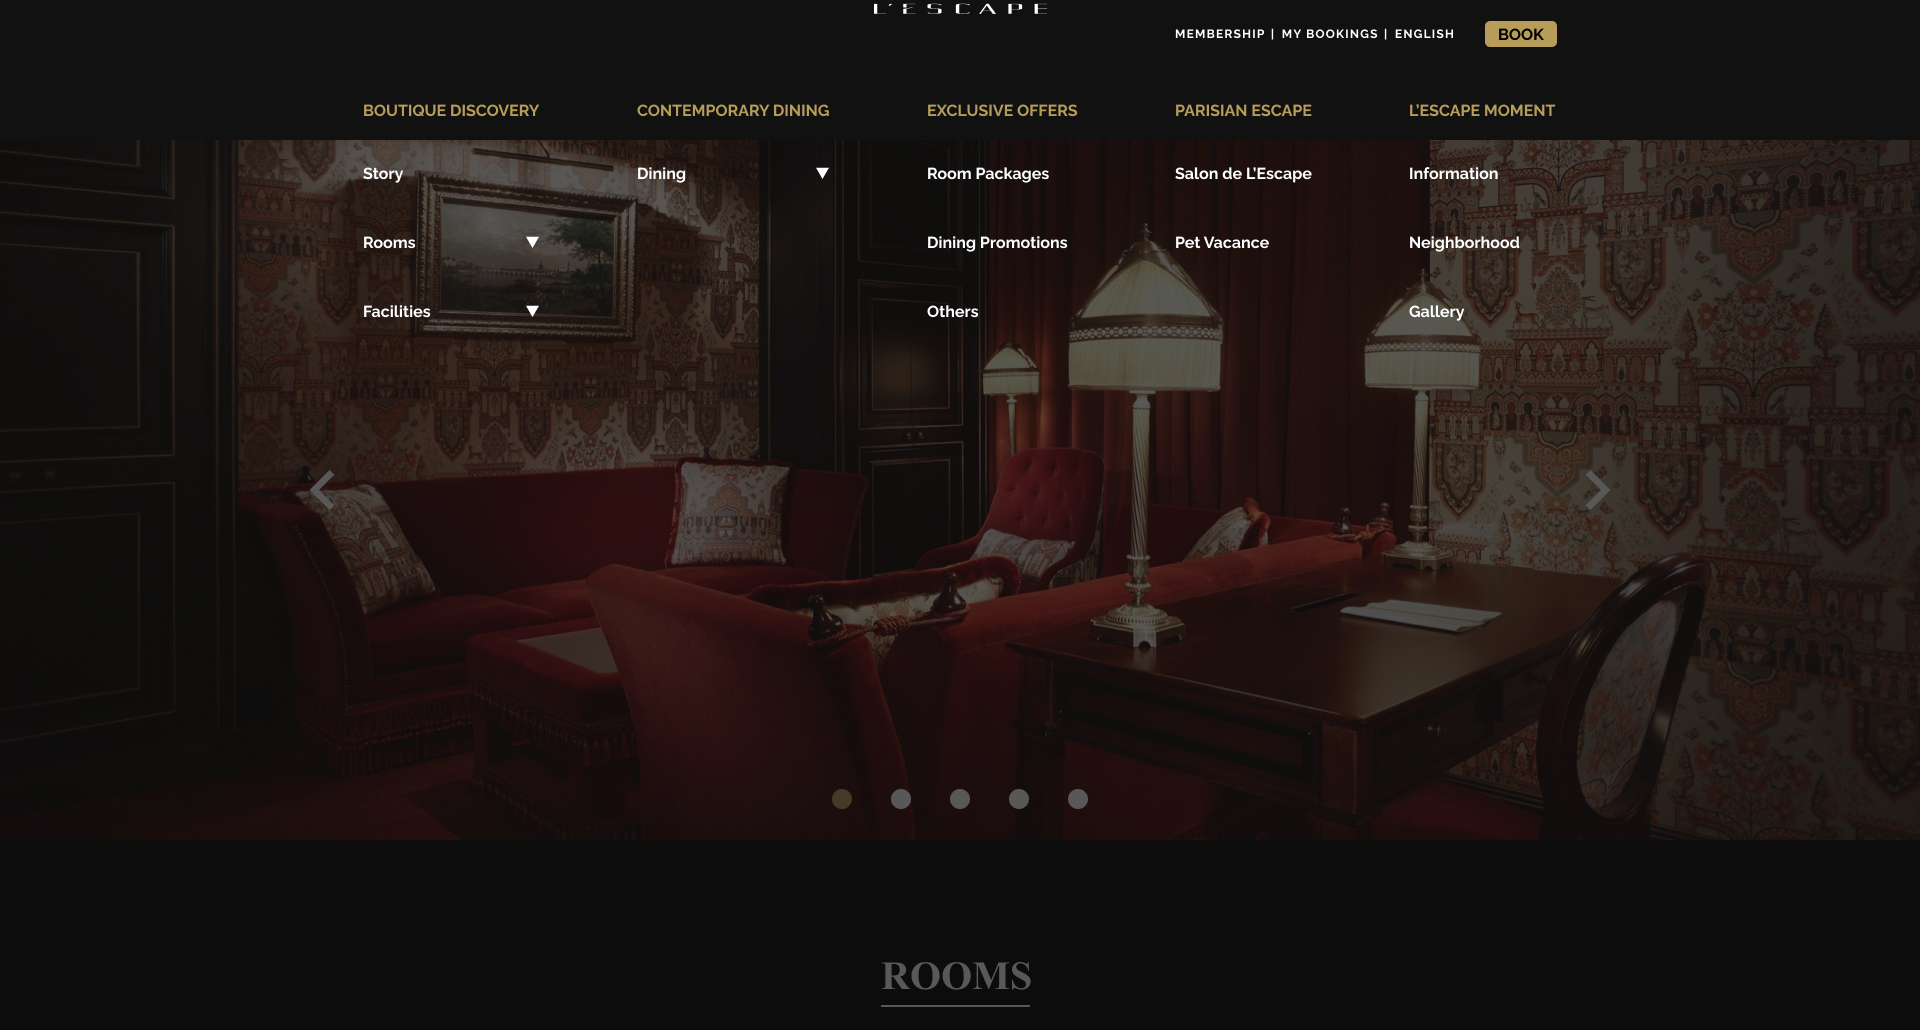 L'ESCAPE
MEMBERSHIP | MY BOOKINGS | ENGLISH
BOOK
BOUTIQUE DISCOVERY
CONTEMPORARY DINING
EXCLUSIVE OFFERS
PARISIAN ESCAPE
L'ESCAPE MOMENT
Story
Dining
Room Packages
Salon de L'Escape
Information
Rooms
Dining Promotions
Pet Vacance
Neighborhood
Facilities
Others
Gallery
ROOMS